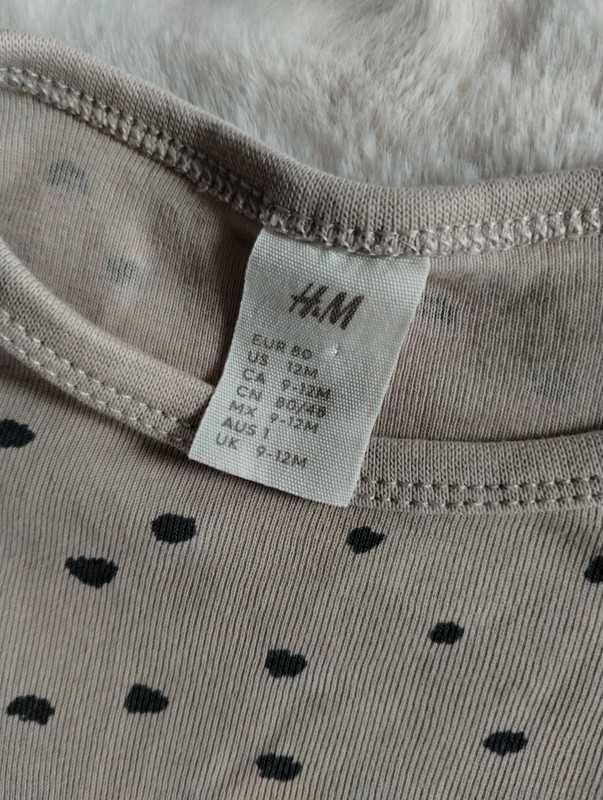 H&M
EUR 80
US 12M
CA 9-12M
CN 80/48
MX 9-12M
AUS 1
UK 9-12M